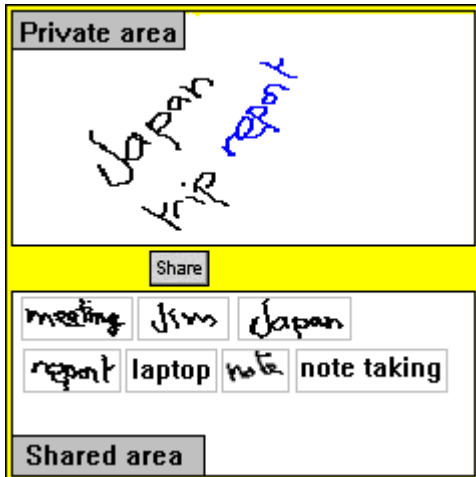 Private area
Japan report
trip
Share
meeting Jim Japan
report laptop note note taking
Shared area